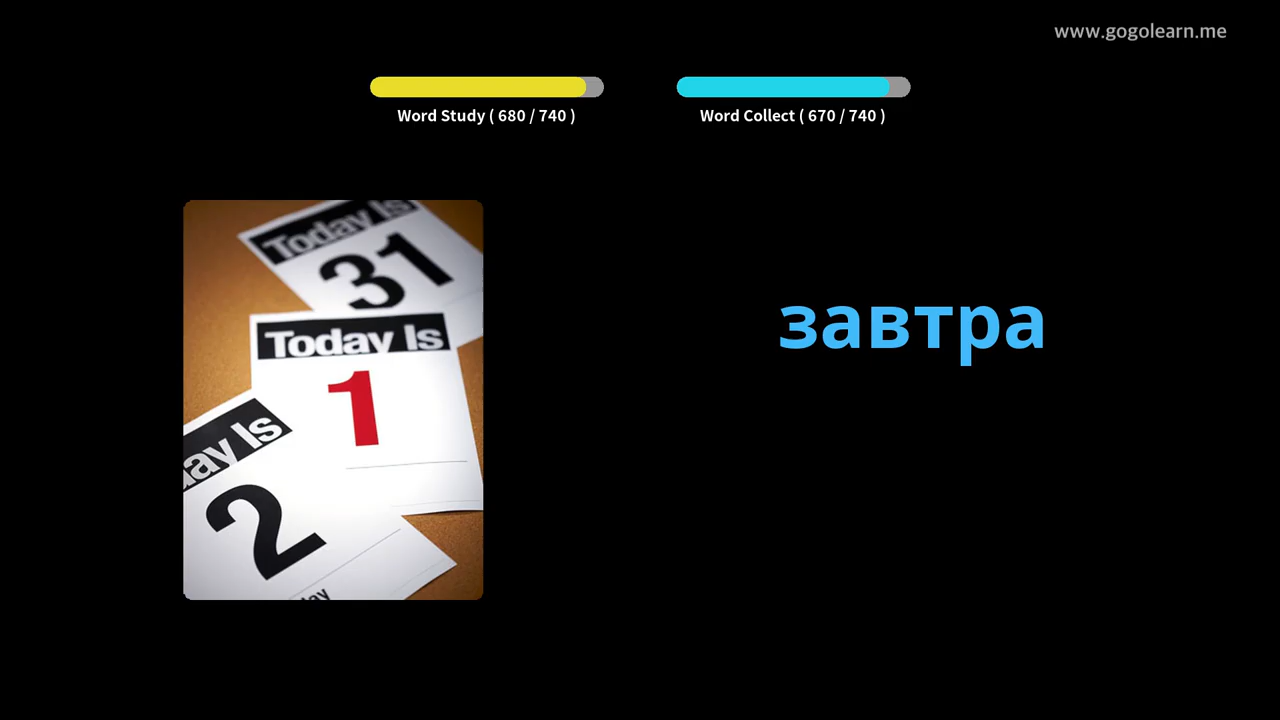 www.gogolearn.me
Word Study ( 680 / 740 )
Word Collect ( 670 / 740 )
Today Is
31
Today Is
1
ay Is
2
завтра